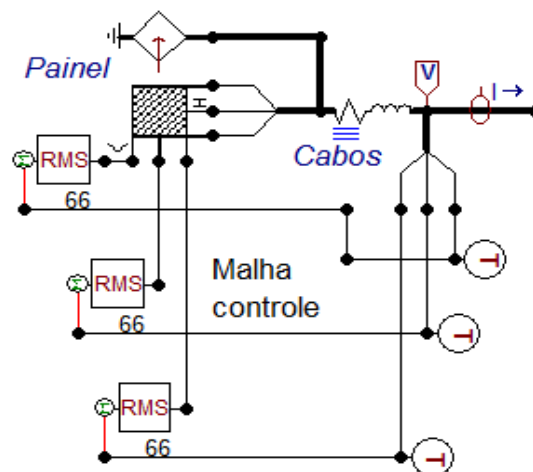 Painel
V
I →
H
Cabos
RMS
66
T
RMS
Malha
controle
66
T
RMS
66
T